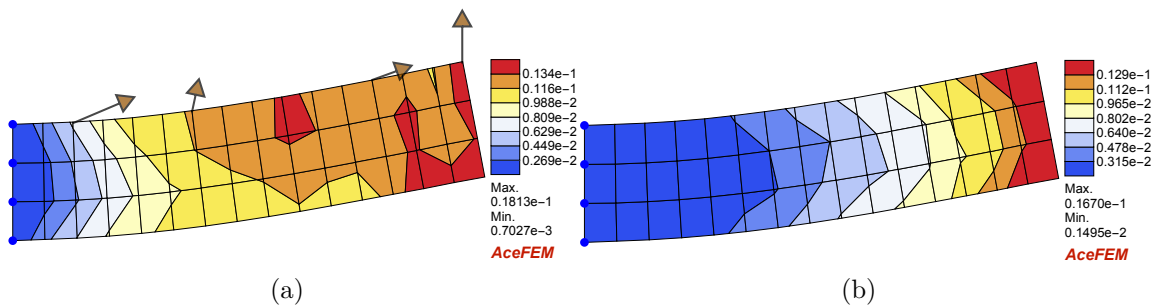 0.134e-1
0.116e-1
0.988e-2
0.809e-2
0.629e-2
0.449e-2
0.269e-2
Max.
0.1813e-1
Min.
0.7027e-3
AceFEM
(a)
0.129e-1
0.112e-1
0.965e-2
0.802e-2
0.640e-2
0.478e-2
0.315e-2
Max.
0.1670e-1
Min.
0.1495e-2
AceFEM
(b)